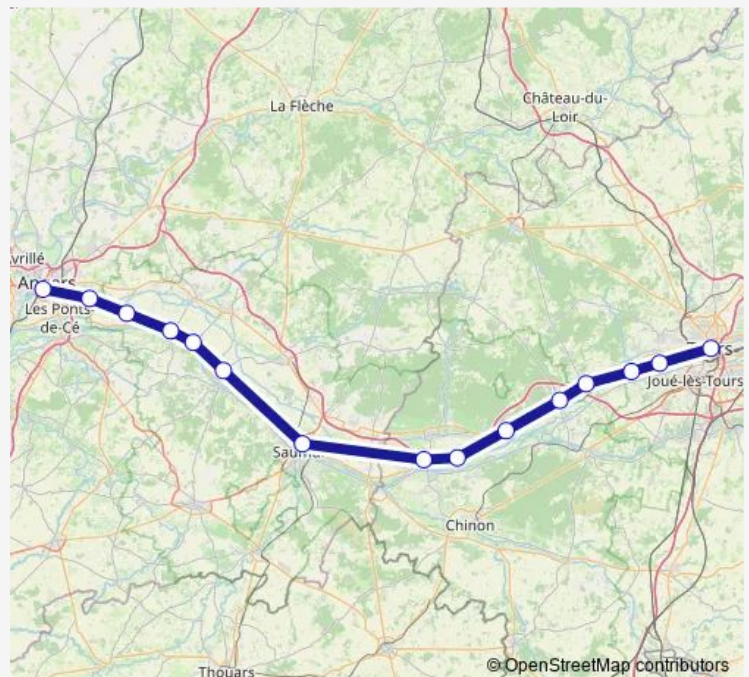 La Flèche
Château-du-
Loir
vrillé
Les Ponts-
de-Cé
Joué-lès-Tours
Chinon
Thouars
© OpenStreetMap contributors